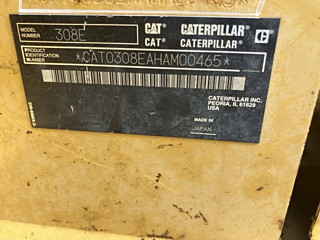 MODEL NUMBER 308E CAT CATERPILLAR
CAT CATERPILLAR
PRODUCT IDENTIFICATION NUMBER *CAT0308EAHAM00465*
CATERPILLAR INC.
PEORIA, IL 61629
USA
MADE IN
JAPAN